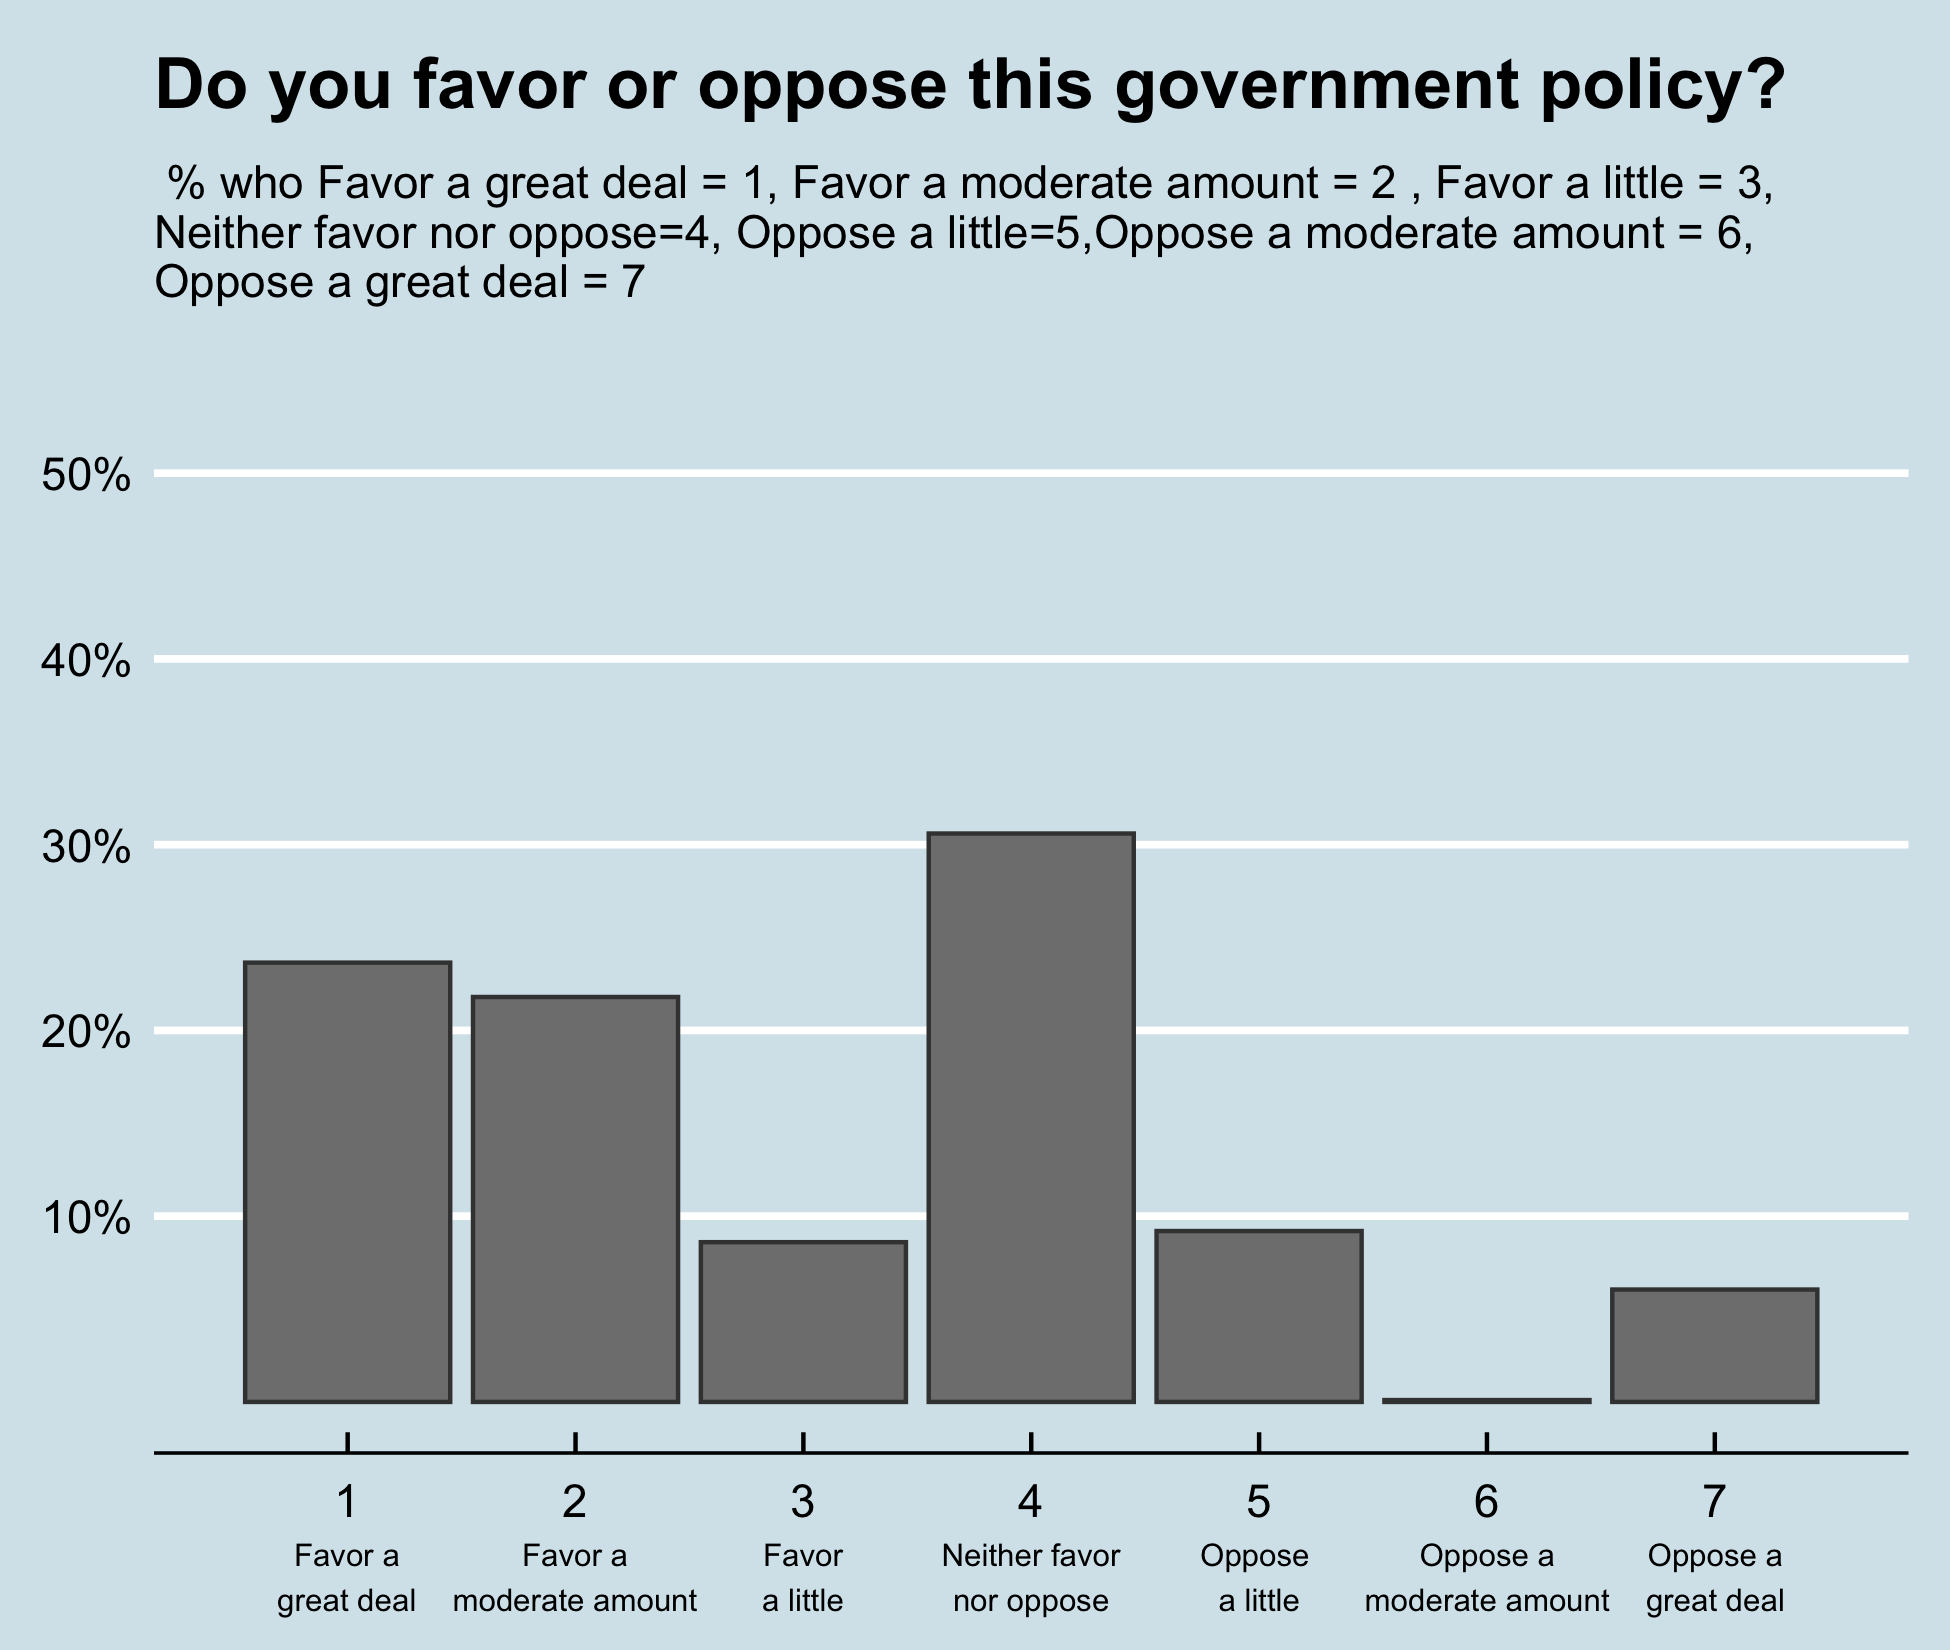 Do you favor or oppose this government policy?
% who Favor a great deal = 1, Favor a moderate amount = 2 , Favor a little = 3,
Neither favor nor oppose=4, Oppose a little=5,Oppose a moderate amount = 6,
Oppose a great deal = 7
50%
40%
30%
20%
10%
1 2 3 4 5 6 7
Favor a Favor a Favor Neither favor Oppose Oppose a Oppose a
great deal moderate amount a little nor oppose a little moderate amount great deal